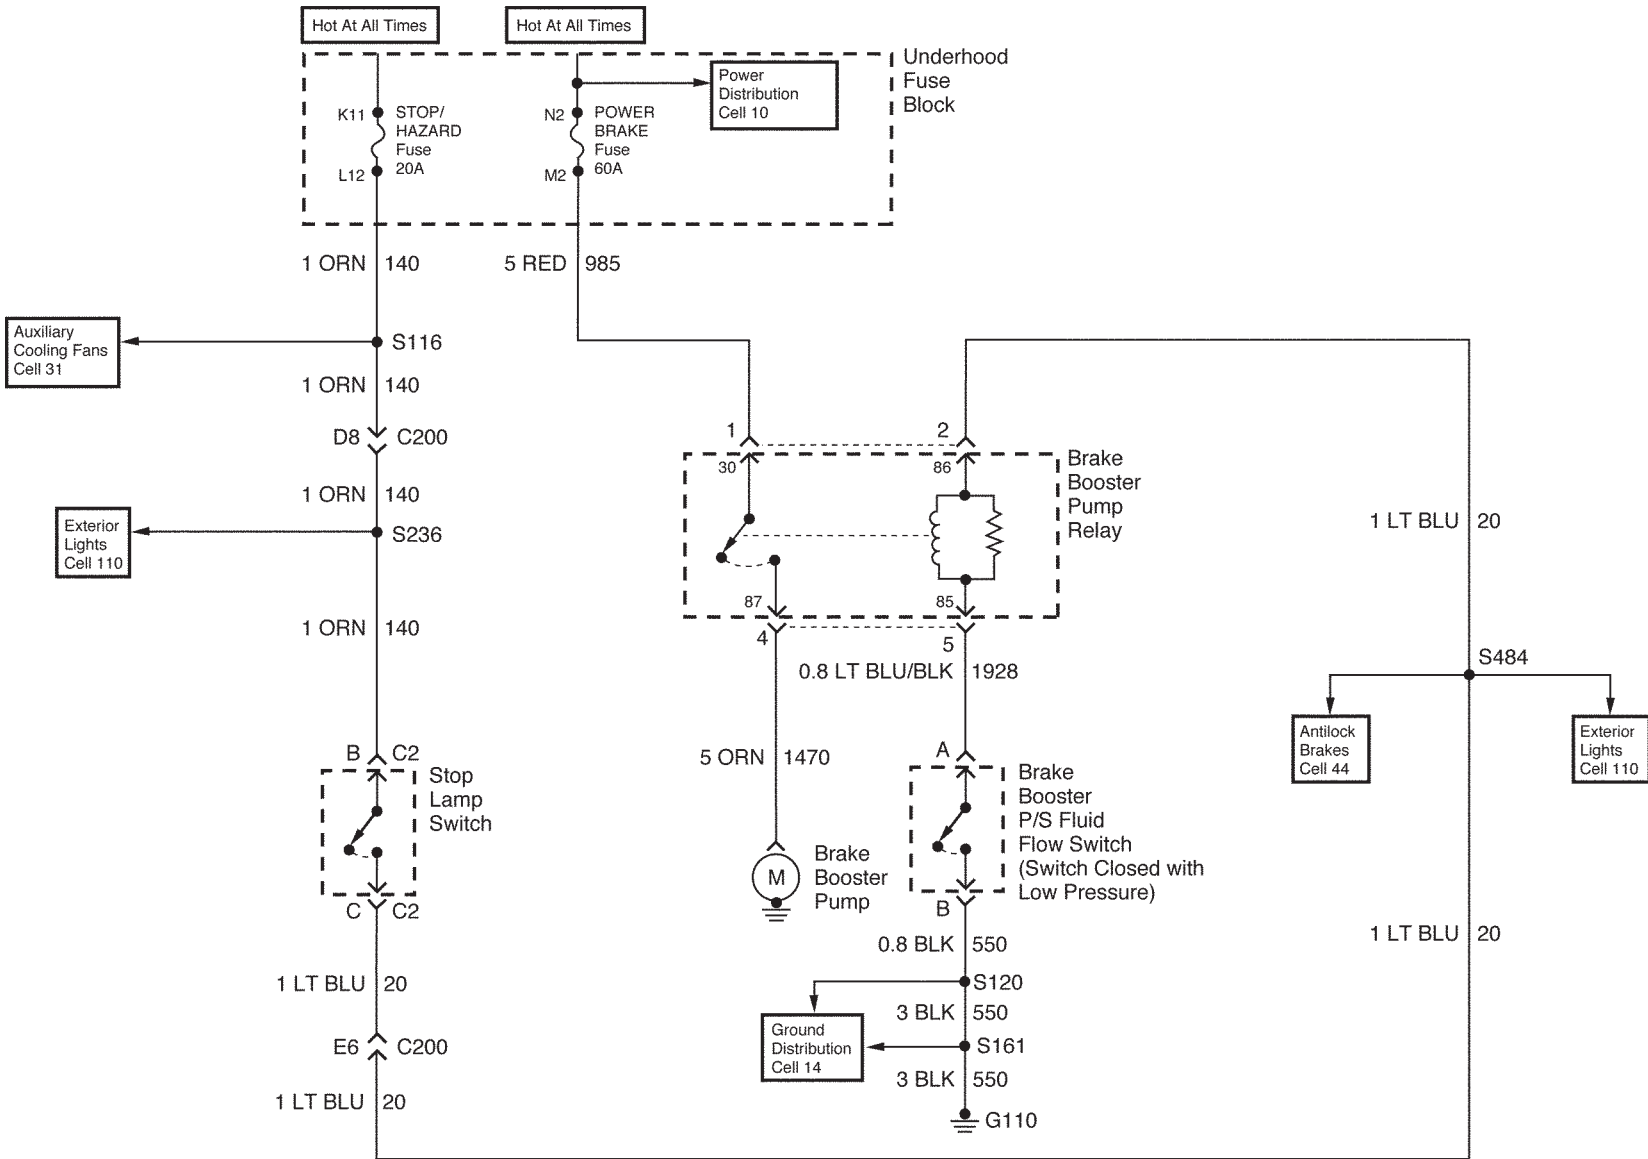 Hot At All Times
Hot At All Times
Underhood
Fuse
Block
Power
Distribution
Cell 10
K11
STOP/
HAZARD
Fuse
20A
L12
N2
POWER
BRAKE
Fuse
60A
M2
1 ORN 140
5 RED 985
Auxiliary
Cooling Fans
Cell 31
S116
1 ORN 140
D8 C200
1 ORN 140
Exterior
Lights
Cell 110
S236
1 ORN 140
1
2
30
86
Brake
Booster
Pump
Relay
87
85
4
5
1 LT BLU 20
0.8 LT BLU/BLK 1928
S484
Antilock
Brakes
Cell 44
Exterior
Lights
Cell 110
B C2
Stop
Lamp
Switch
C C2
5 ORN 1470
M
Brake
Booster
Pump
A
Brake
Booster
P/S Fluid
Flow Switch
(Switch Closed with
Low Pressure)
B
0.8 BLK 550
1 LT BLU 20
1 LT BLU 20
S120
3 BLK 550
Ground
Distribution
Cell 14
S161
3 BLK 550
G110
E6 C200
1 LT BLU 20